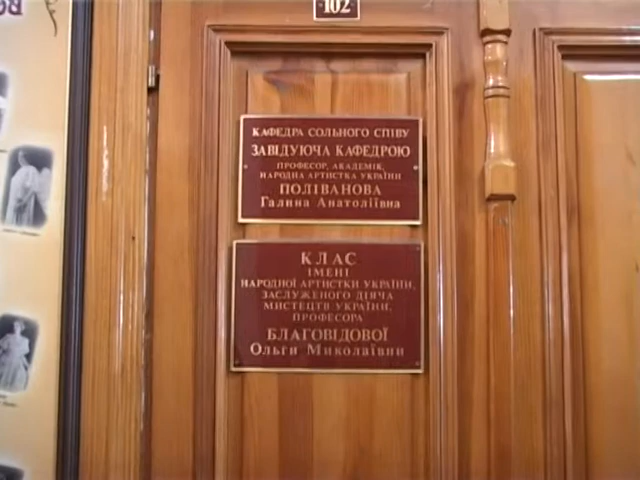 102
КАФЕДРА СОЛЬНОГО СПІВУ
ЗАВІДУЮЧА КАФЕДРОЮ
ПРОФЕСОР, АКАДЕМІК,
НАРОДНА АРТИСТКА УКРАЇНИ
ПОЛІВАНОВА
Галина Анатоліївна
КЛАС
ІМЕНІ
НАРОДНОЇ АРТИСТКИ УКРАЇНИ,
ЗАСЛУЖЕНОГО ДІЯЧА
МИСТЕЦТВ УКРАЇНИ,
ПРОФЕСОРА
БЛАГОВІДОВОЇ
Ольги Миколаївни